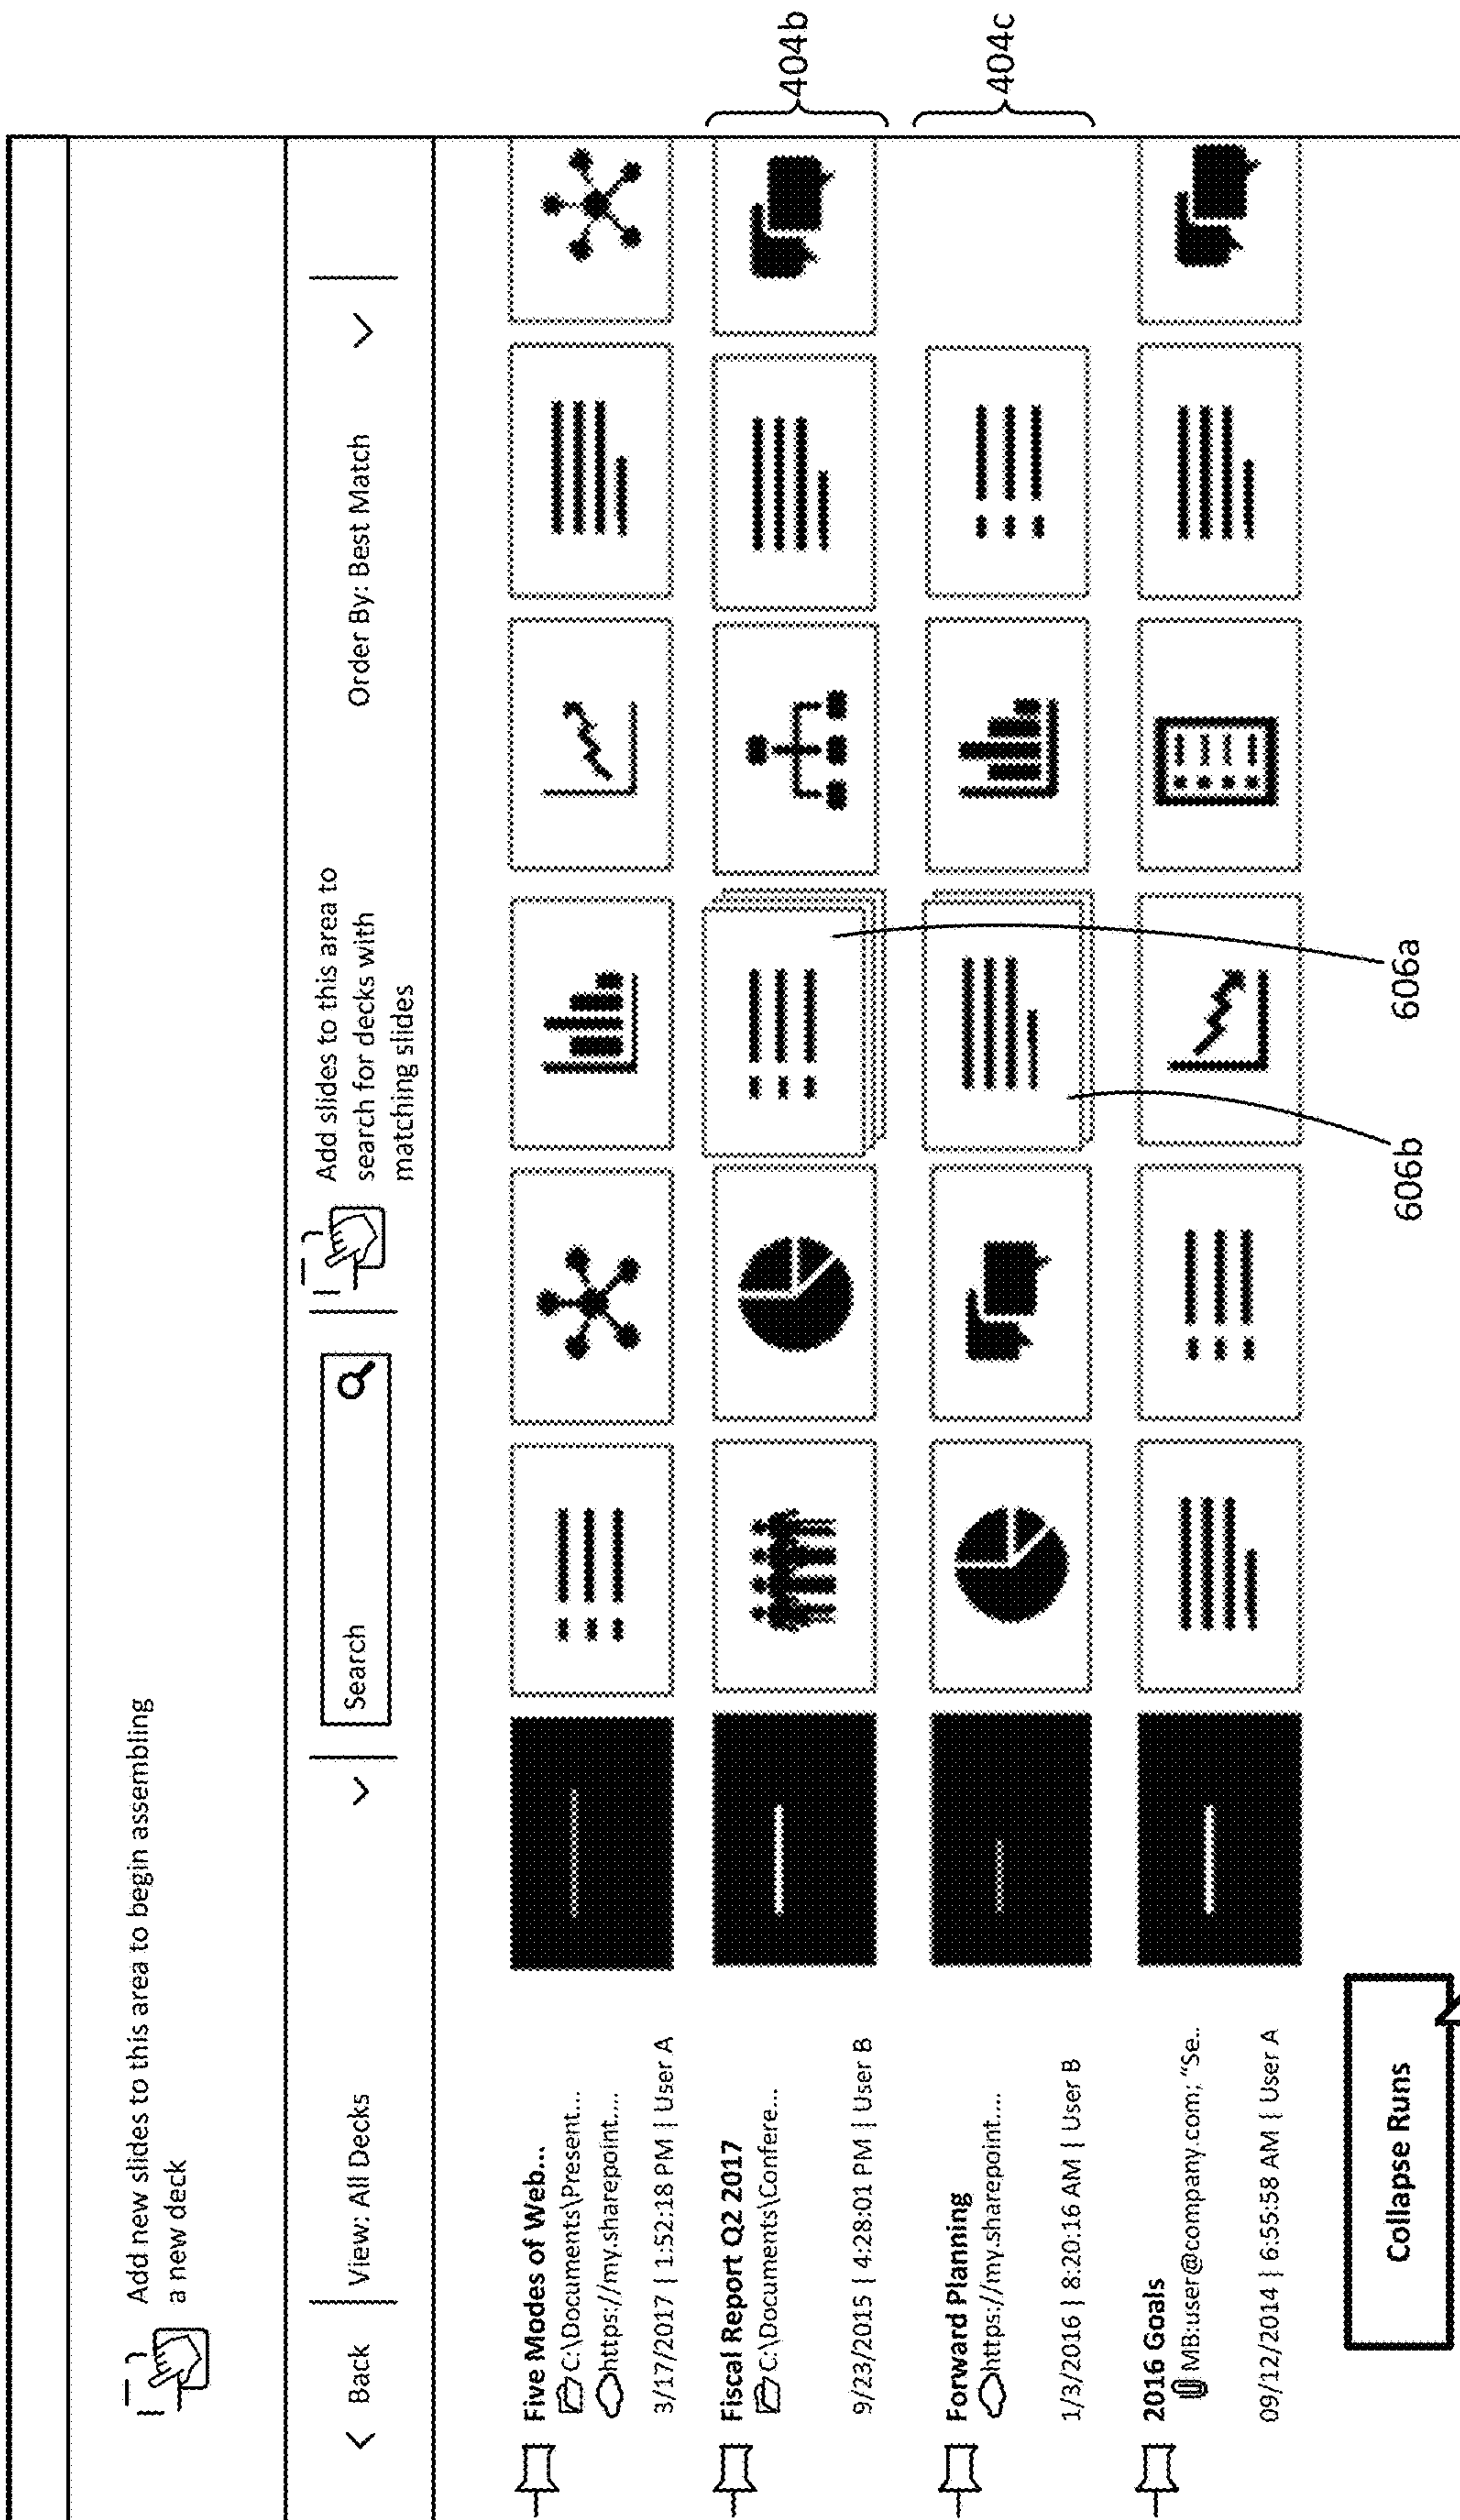 Add new slides to this area to begin assembling
a new deck
Back
View: All Decks
Search
Add slides to this area to
search for decks with
matching slides
Order By: Best Match
Five Modes of Web...
C:\Documents\Present...
https://my.sharepoint....
3/17/2017 | 1:52:18 PM | User A
Fiscal Report Q2 2017
C:\Documents\Confere...
9/23/2015 | 4:28:01 PM | User B
404b
Forward Planning
https://my.sharepoint....
1/3/2016 | 8:20:16 AM | User B
404c
2016 Goals
MB:user@company.com; "Se..
09/12/2014 | 6:55:58 AM | User A
606b
606a
Collapse Runs